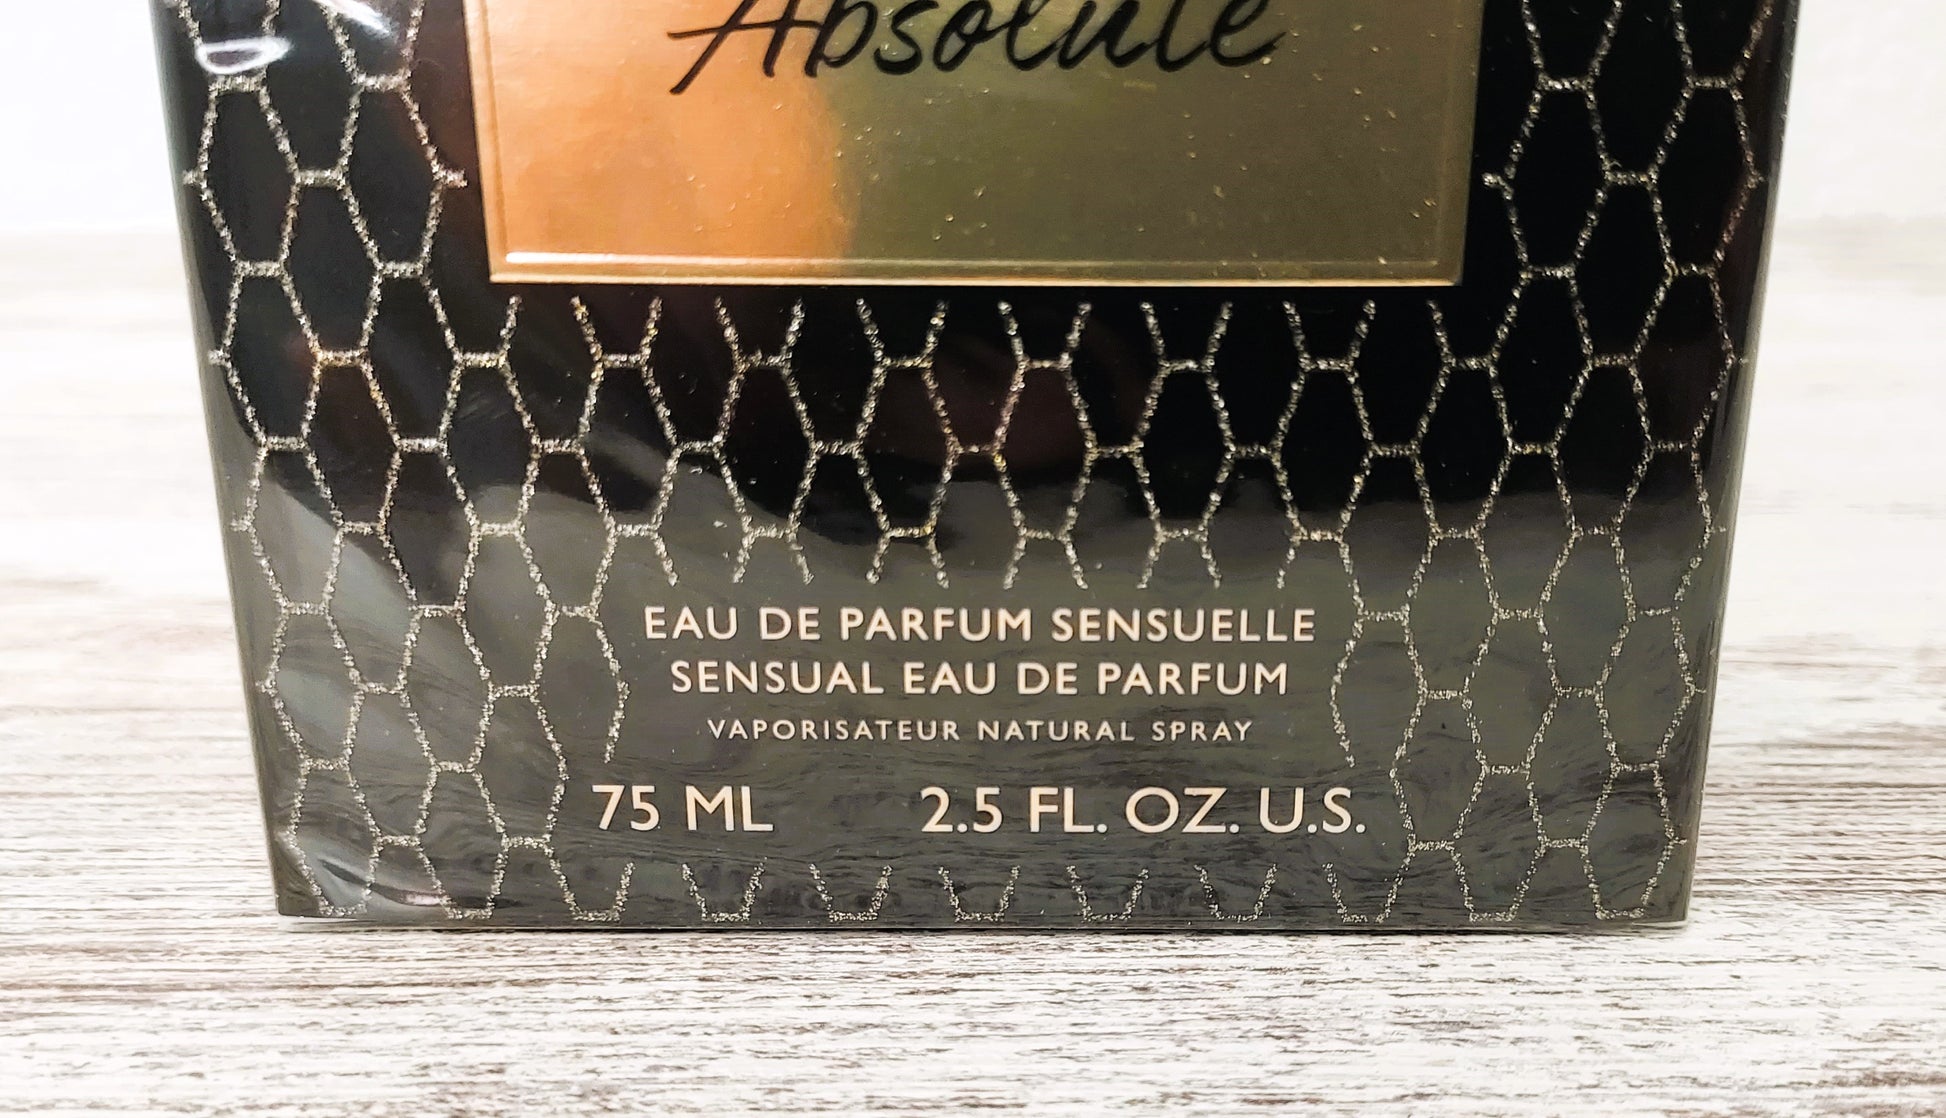 Absolute
EAU DE PARFUM SENSUELLE
SENSUAL EAU DE PARFUM
VAPORISATEUR NATURAL SPRAY
75 ML 2.5 FL. OZ. U.S.